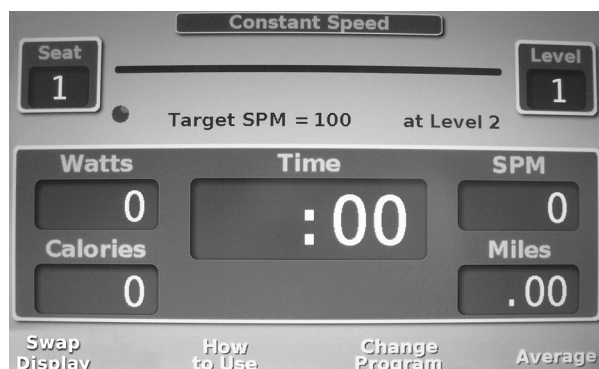 Constant Speed
Seat
1
Level
1
Target SPM = 100 at Level 2
Watts
0
Time
:00
SPM
0
Calories
0
Miles
.00
Swap
Display
How
to Use
Change
Program
Average